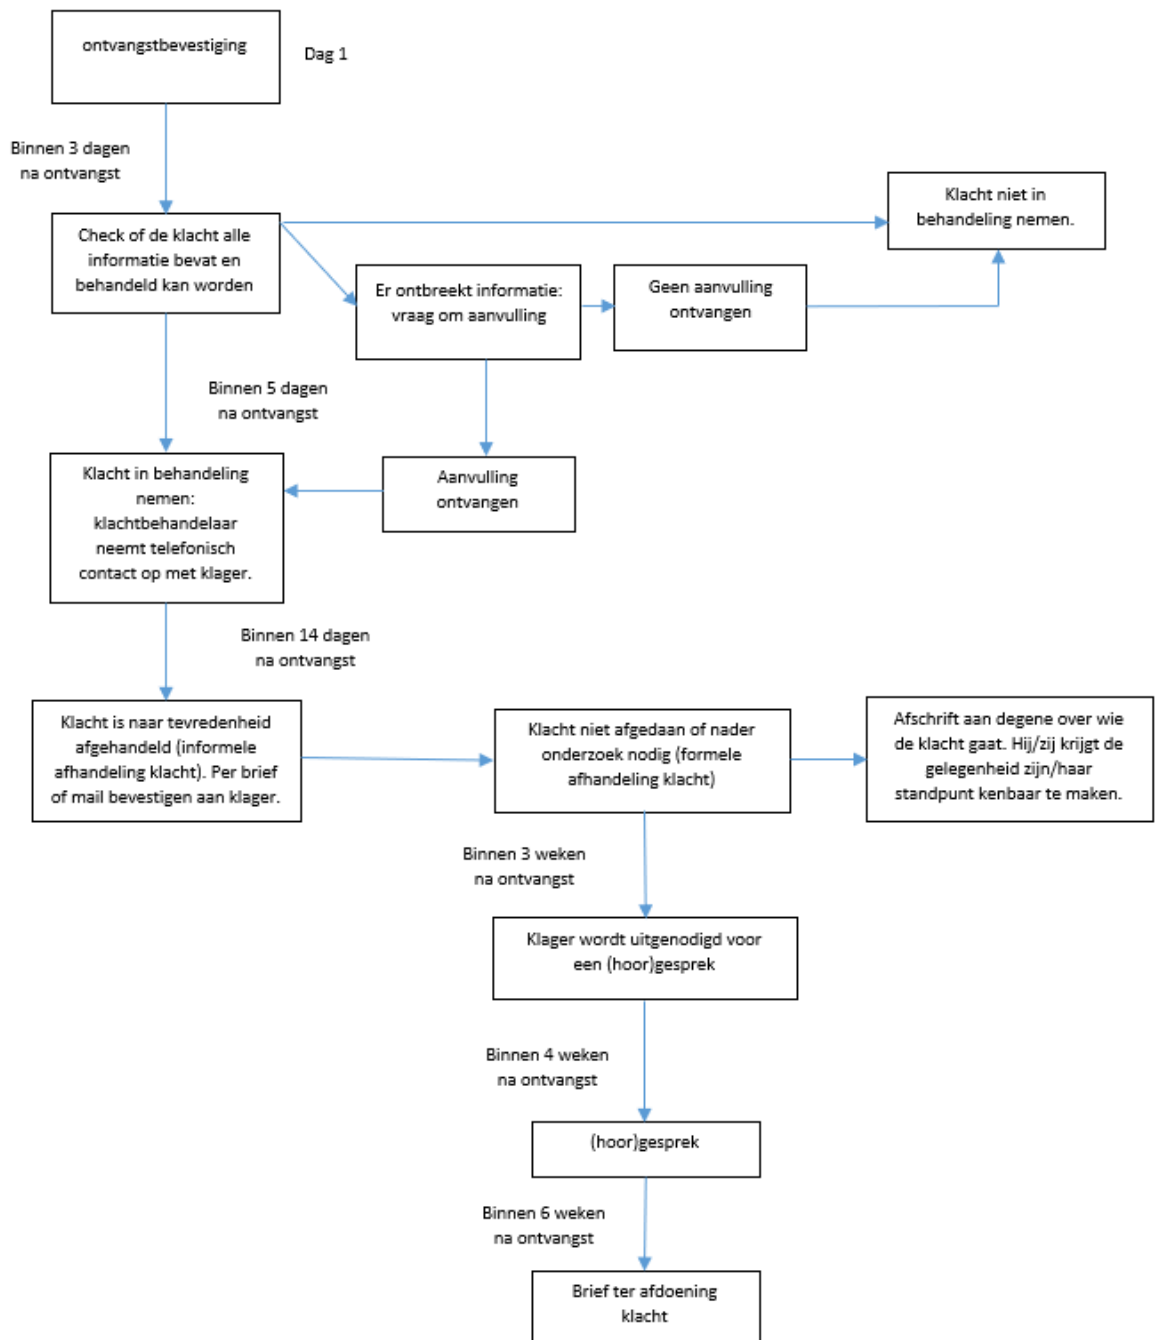 ontvangstbevestiging
Dag 1
Binnen 3 dagen
na ontvangst
Klacht niet in
behandeling nemen.
Check of de klacht alle
informatie bevat en
behandeld kan worden
Er ontbreekt informatie:
vraag om aanvulling
Geen aanvulling
ontvangen
Binnen 5 dagen
na ontvangst
Klacht in behandeling
nemen:
klachtbehandelaar
neemt telefonisch
contact op met klager.
Aanvulling
ontvangen
Binnen 14 dagen
na ontvangst
Klacht is naar tevredenheid
afgehandeld (informele
afhandeling klacht). Per brief
of mail bevestigen aan klager.
Klacht niet afgedaan of nader
onderzoek nodig (formele
afhandeling klacht)
Afschrift aan degene over wie
de klacht gaat. Hij/zij krijgt de
gelegenheid zijn/haar
standpunt kenbaar te maken.
Binnen 3 weken
na ontvangst
Klager wordt uitgenodigd voor
een (hoor)gesprek
Binnen 4 weken
na ontvangst
(hoor)gesprek
Binnen 6 weken
na ontvangst
Brief ter afdoening
klacht